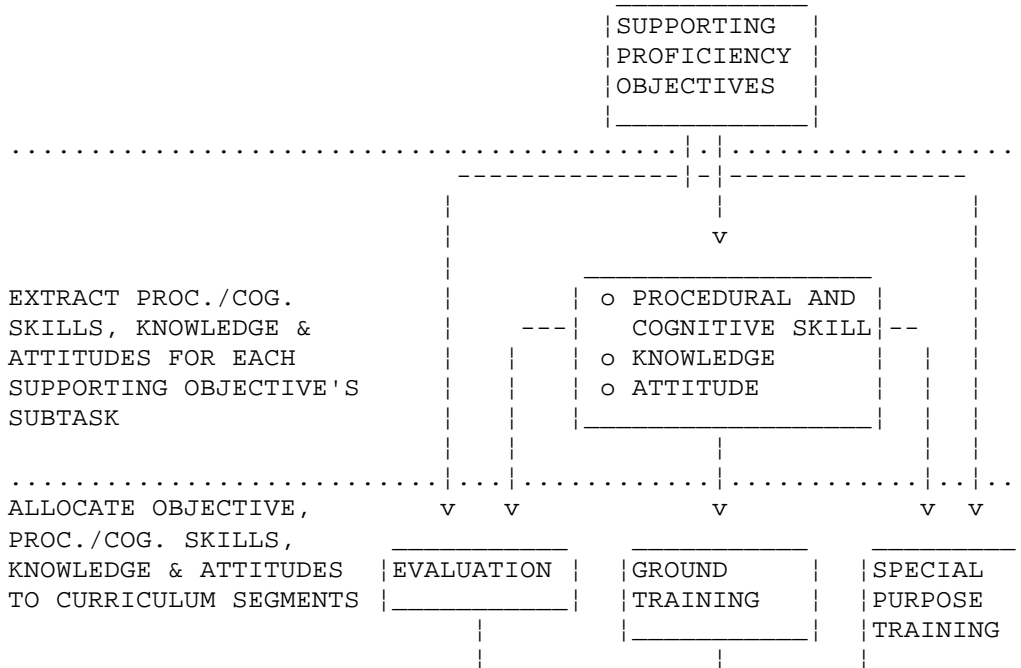 SUPPORTING
PROFICIENCY
OBJECTIVES
EXTRACT PROC./COG.
SKILLS, KNOWLEDGE &
ATTITUDES FOR EACH
SUPPORTING OBJECTIVE'S
SUBTASK
o PROCEDURAL AND
COGNITIVE SKILL
o KNOWLEDGE
o ATTITUDE
ALLOCATE OBJECTIVE,
PROC./COG. SKILLS,
KNOWLEDGE & ATTITUDES
TO CURRICULUM SEGMENTS
EVALUATION
GROUND
TRAINING
SPECIAL
PURPOSE
TRAINING